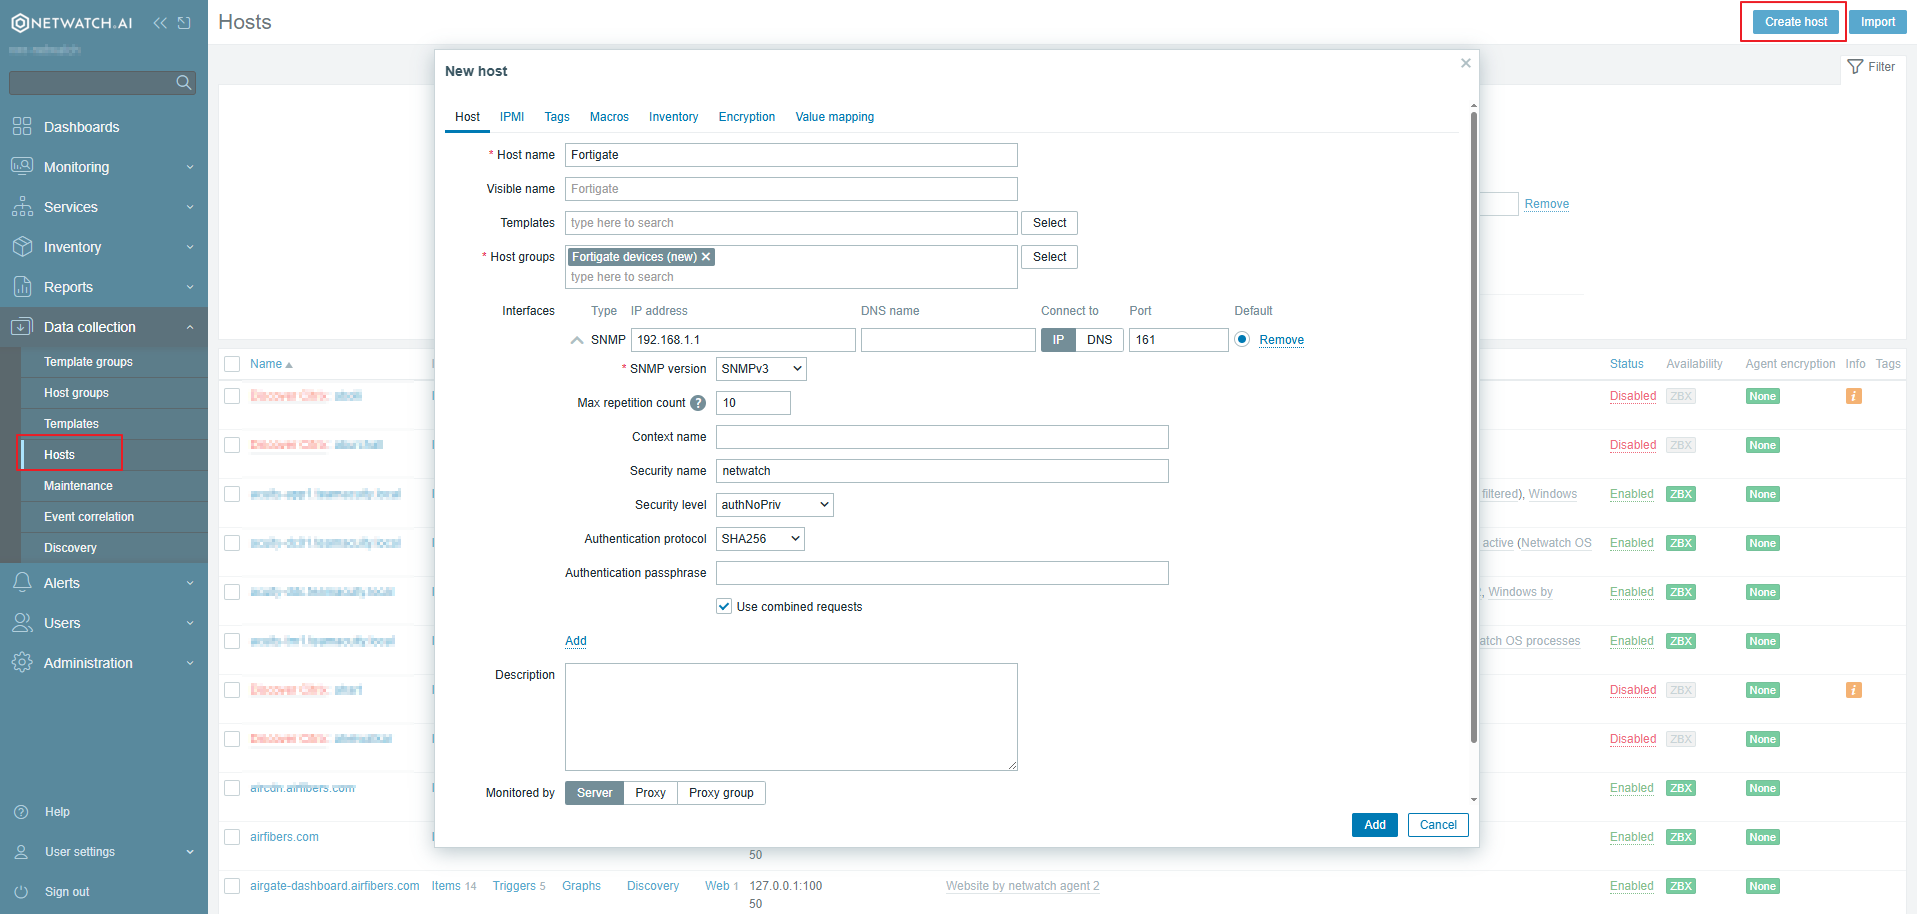 NETWATCH.AI
Dashboards
Monitoring
Services
Inventory
Reports
Data collection
Template groups
Host groups
Templates
Hosts
Maintenance
Event correlation
Discovery
Alerts
Users
Administration
Help
User settings
Sign out
Hosts
Create host
Import
Filter
Remove
New host
Host IPMI Tags Macros Inventory Encryption Value mapping
* Host name Fortigate
Visible name Fortigate
Templates type here to search Select
* Host groups Fortigate devices (new) Select
type here to search
Interfaces Type IP address DNS name Connect to Port Default
SNMP 192.168.1.1 IP DNS 161 Remove
* SNMP version SNMPv3
Max repetition count ? 10
Context name
Security name netwatch
Security level authNoPriv
Authentication protocol SHA256
Authentication passphrase
Use combined requests
Add
Description
Monitored by Server Proxy Proxy group
Add Cancel
Name Status Availability Agent encryption Info Tags
Disabled ZBX None i
Disabled ZBX None
filtered), Windows Enabled ZBX None
active (Netwatch OS Enabled ZBX None
, Windows by Enabled ZBX None
atch OS processes Enabled ZBX None
Disabled ZBX None i
Disabled ZBX None
aircdn.airfibers.com Enabled ZBX None
airfibers.com Enabled ZBX None
50
airgate-dashboard.airfibers.com Items 14 Triggers 5 Graphs Discovery Web 1 127.0.0.1:100 Website by netwatch agent 2 Enabled ZBX None
50